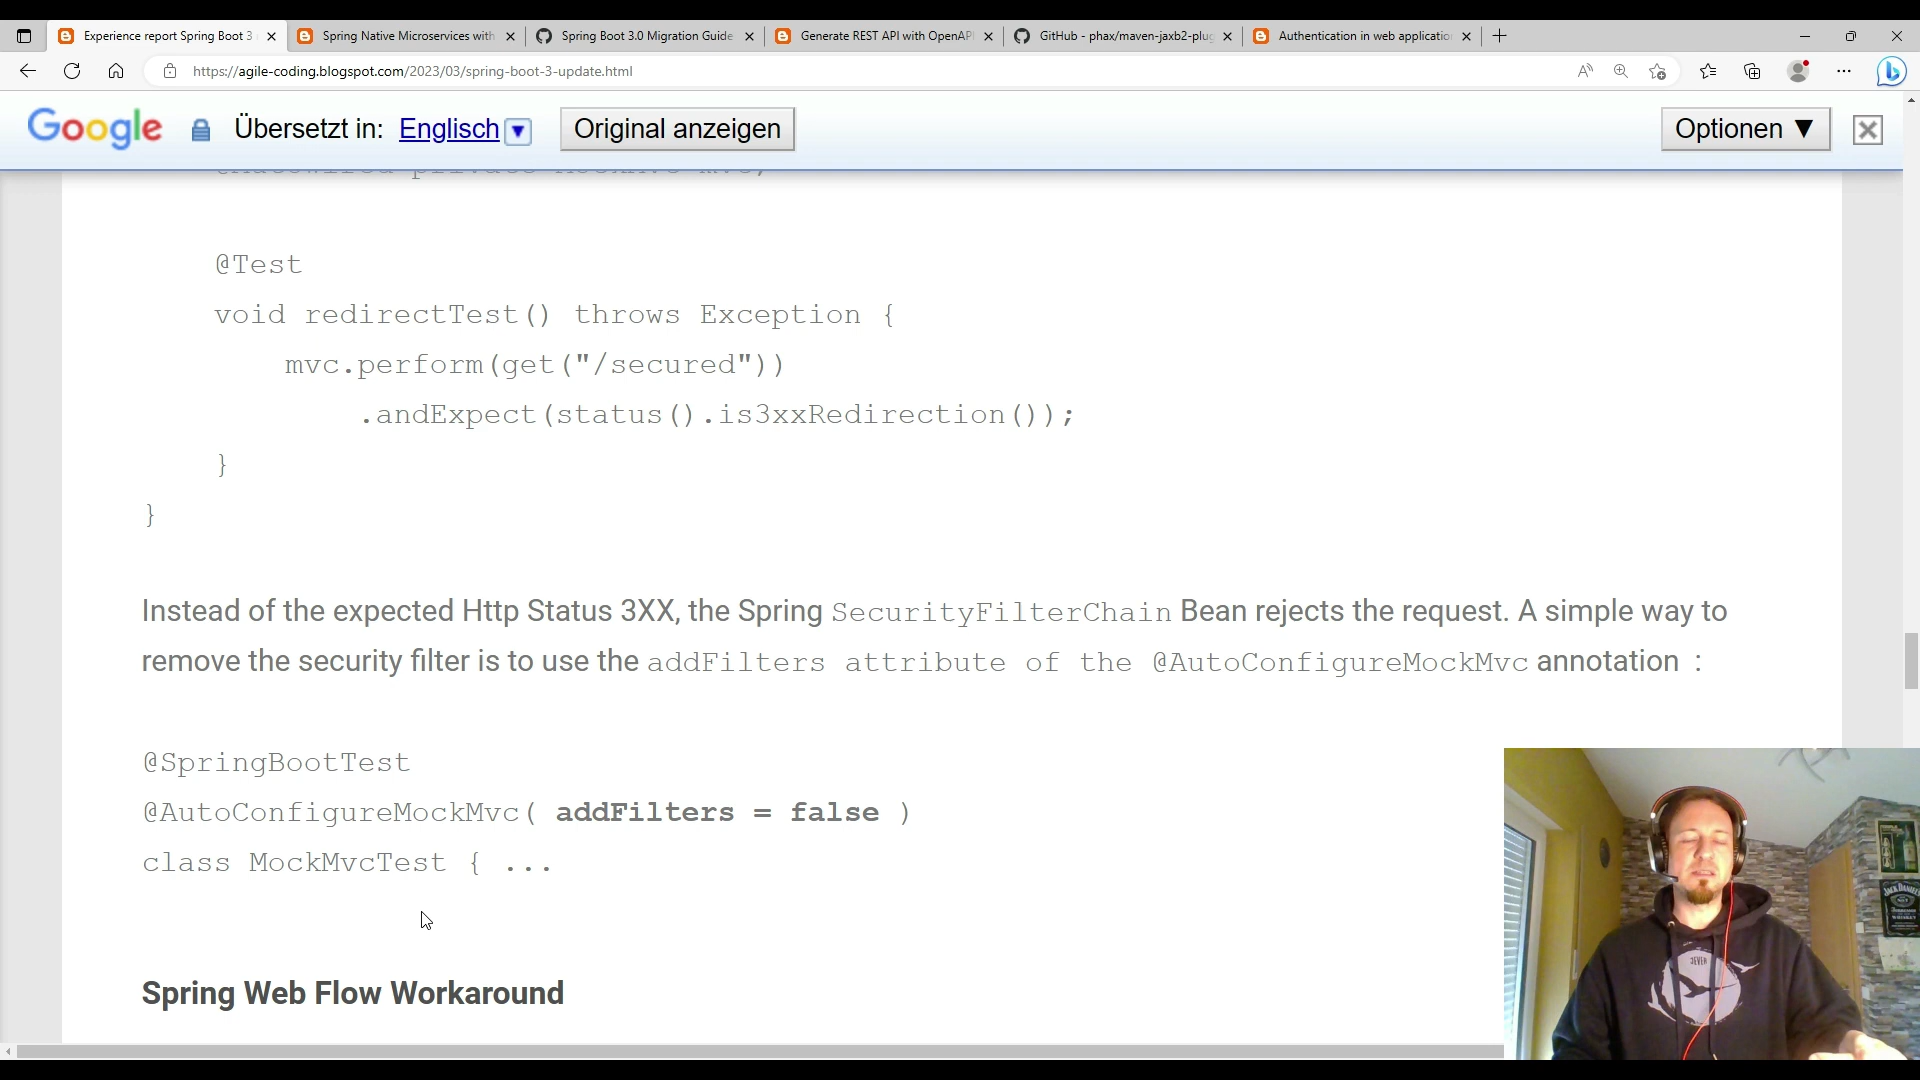 Experience report Spring Boot 3
Spring Native Microservices with
Spring Boot 3.0 Migration Guide
Generate REST API with OpenAPI
GitHub - phax/maven-jaxb2-plug
Authentication in web applicatio
https://agile-coding.blogspot.com/2023/03/spring-boot-3-update.html
Google Übersetzt in: Englisch ▼ Original anzeigen Optionen ▼
@Test
void redirectTest() throws Exception {
mvc.perform(get("/secured"))
.andExpect(status().is3xxRedirection());
}
}
Instead of the expected Http Status 3XX, the Spring SecurityFilterChain Bean rejects the request. A simple way to
remove the security filter is to use the addFilters attribute of the @AutoConfigureMockMvc annotation :
@SpringBootTest
@AutoConfigureMockMvc( addFilters = false )
class MockMvcTest { ...
Spring Web Flow Workaround
JACK DANIEL'S
WHISKEY